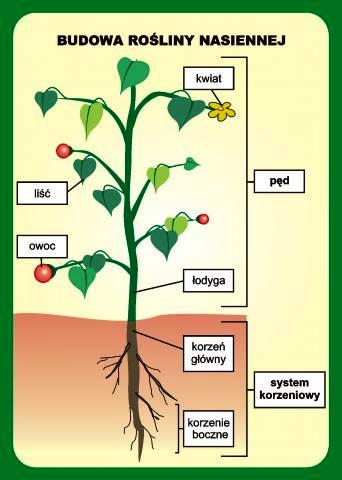 BUDOWA ROŚLINY NASIENNEJ
kwiat
pęd
liść
owoc
łodyga
korzeń
główny
system
korzeniowy
korzenie
boczne